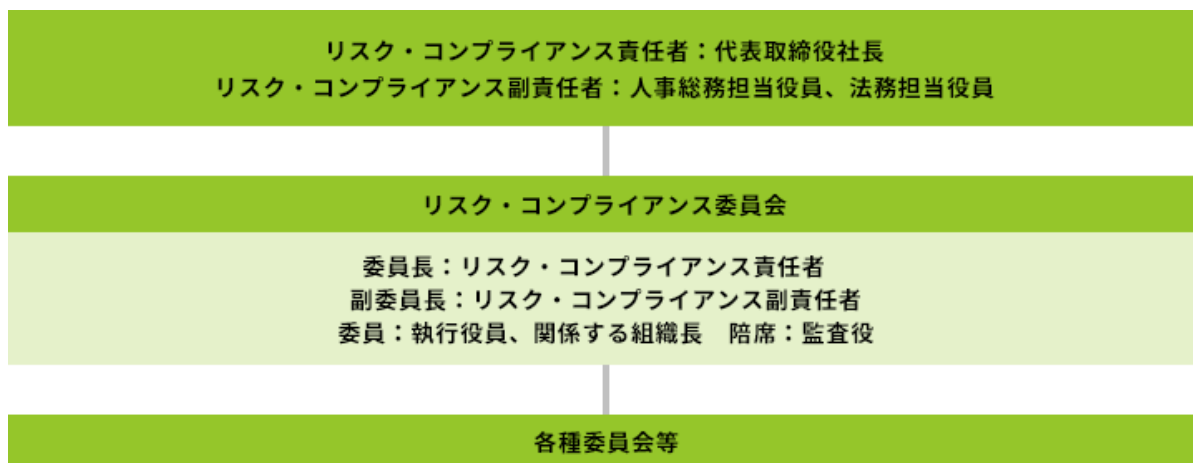 リスク・コンプライアンス責任者：代表取締役社長
リスク・コンプライアンス副責任者：人事総務担当役員、法務担当役員
リスク・コンプライアンス委員会
委員長：リスク・コンプライアンス責任者
副委員長：リスク・コンプライアンス副責任者
委員：執行役員、関係する組織長　陪席：監査役
各種委員会等